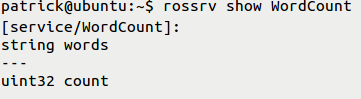 patrick@ubuntu:~$ rossrv show WordCount
[service/WordCount]:
string words
---
uint32 count